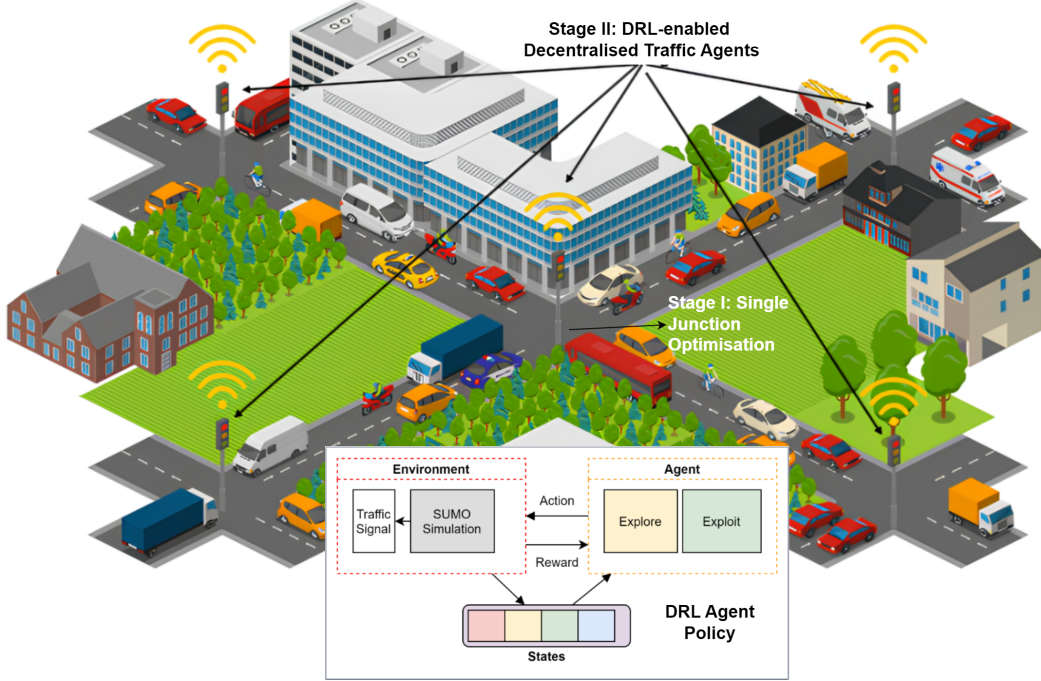 Stage II: DRL-enabled
Decentralised Traffic Agents
Stage I: Single
Junction
Optimisation
Environment
Agent
Traffic
Signal
SUMO
Simulation
Action
Reward
Explore
Exploit
States
DRL Agent
Policy